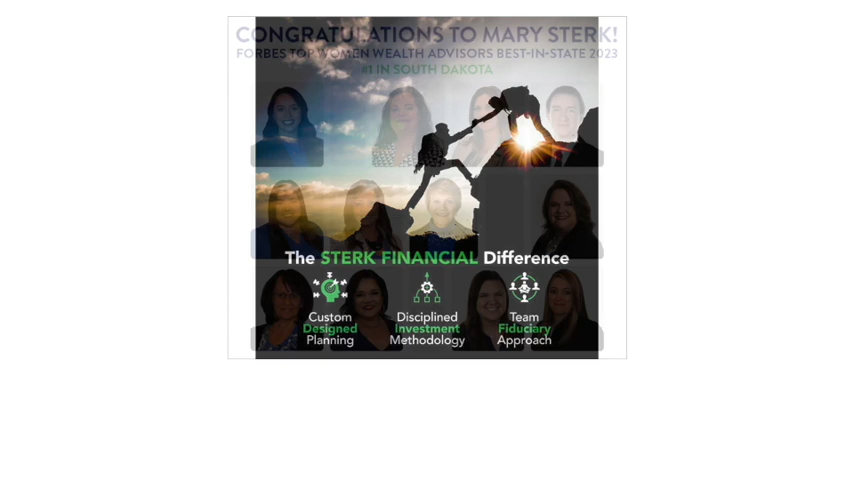 CONGRATULATIONS TO MARY STERK!
FORBES TOP WOMEN WEALTH ADVISORS BEST-IN-STATE 2023
#1 IN SOUTH DAKOTA
The STERK FINANCIAL Difference
Custom
Designed
Planning
Disciplined
Investment
Methodology
Team
Fiduciary
Approach